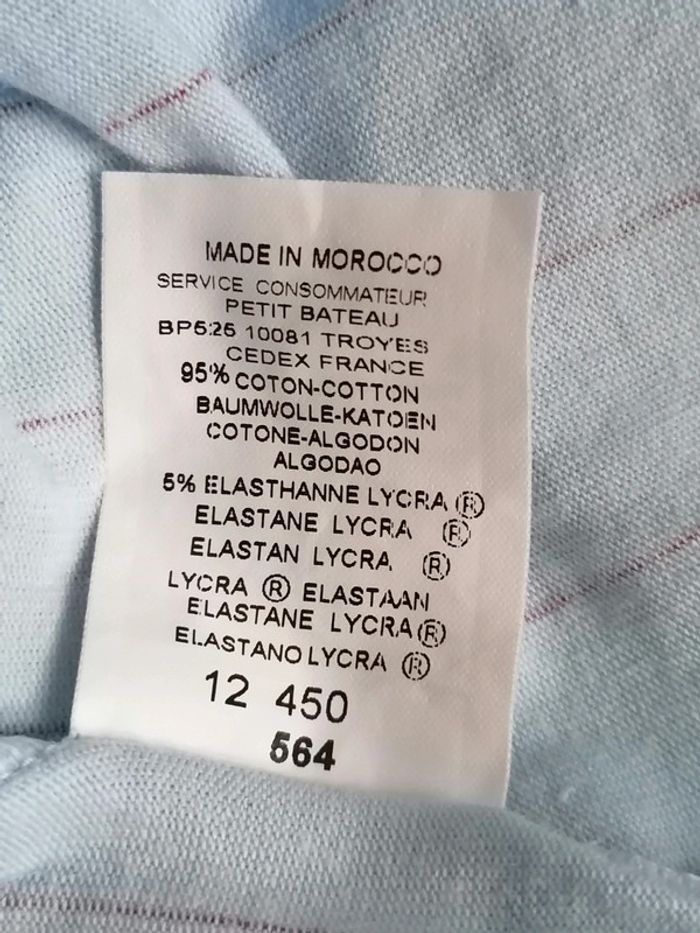 MADE IN MOROCCO
SERVICE CONSOMMATEUR
PETIT BATEAU
BP525 10081 TROYES
CEDEX FRANCE
95% COTON-COTTON
BAUMWOLLE-KATOEN
COTONE-ALGODON
ALGODAO
5% ELASTHANNE LYCRA ®
ELASTANE LYCRA ®
ELASTAN LYCRA ®
LYCRA ® ELASTAAN
ELASTANE LYCRA ®
ELASTANO LYCRA ®
12 450
564